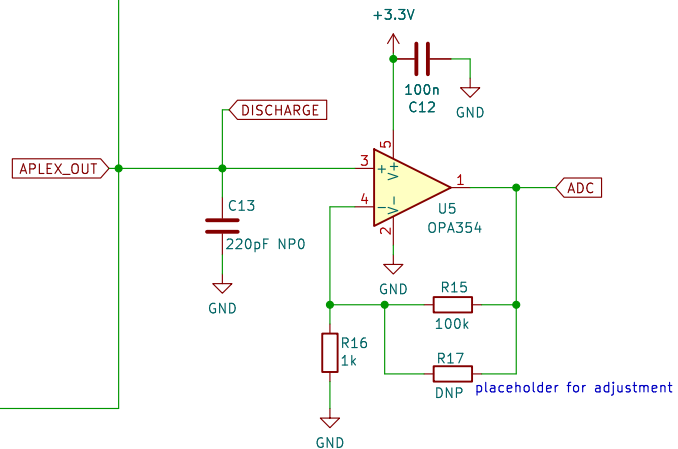 +3.3V
100n
C12
GND
DISCHARGE
APLEX_OUT
3
+
5
V+
1
ADC
4
-
V-
2
U5
OPA354
C13
220pF NP0
GND
GND
R15
100k
R16
1k
R17
DNP
placeholder for adjustment
GND